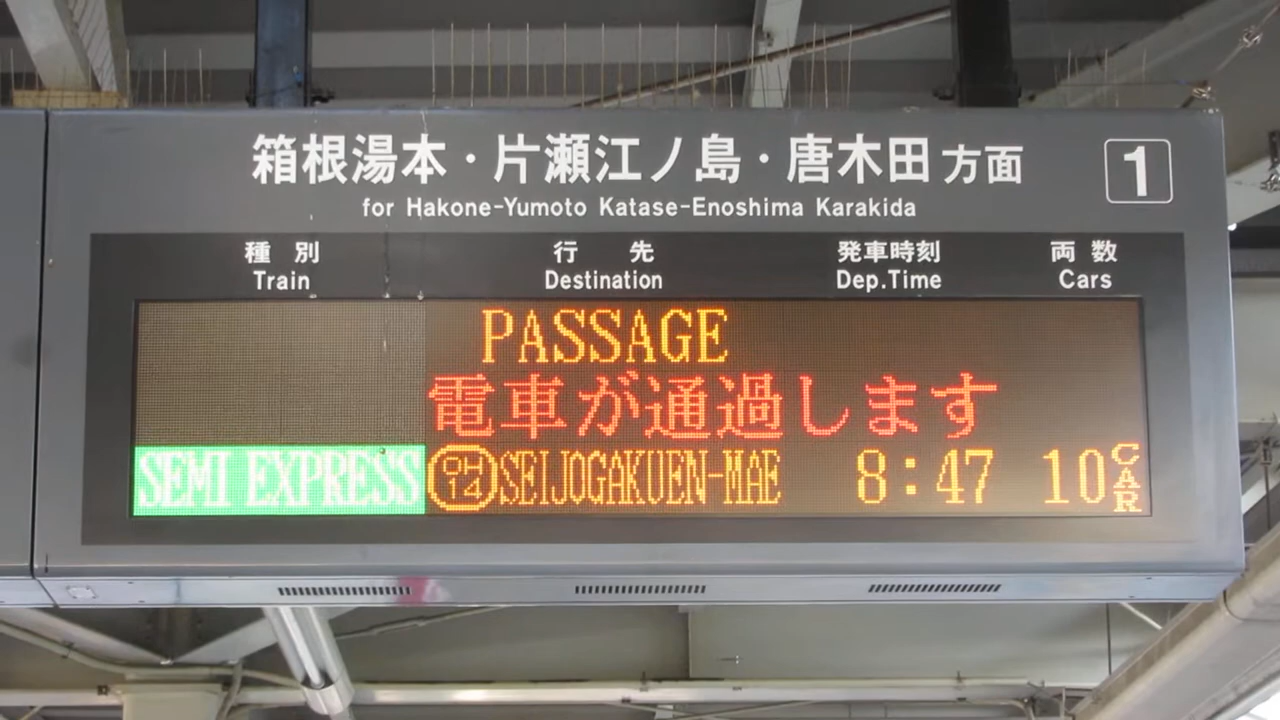 箱根湯本・片瀬江ノ島・唐木田 方面 1
for Hakone-Yumoto Katase-Enoshima Karakida
種別 行先 発車時刻 両数
Train Destination Dep.Time Cars
PASSAGE
電車が通過します
SEMI EXPRESS OH 14 SEIJOGAKUEN-MAE 8:47 10 CAR